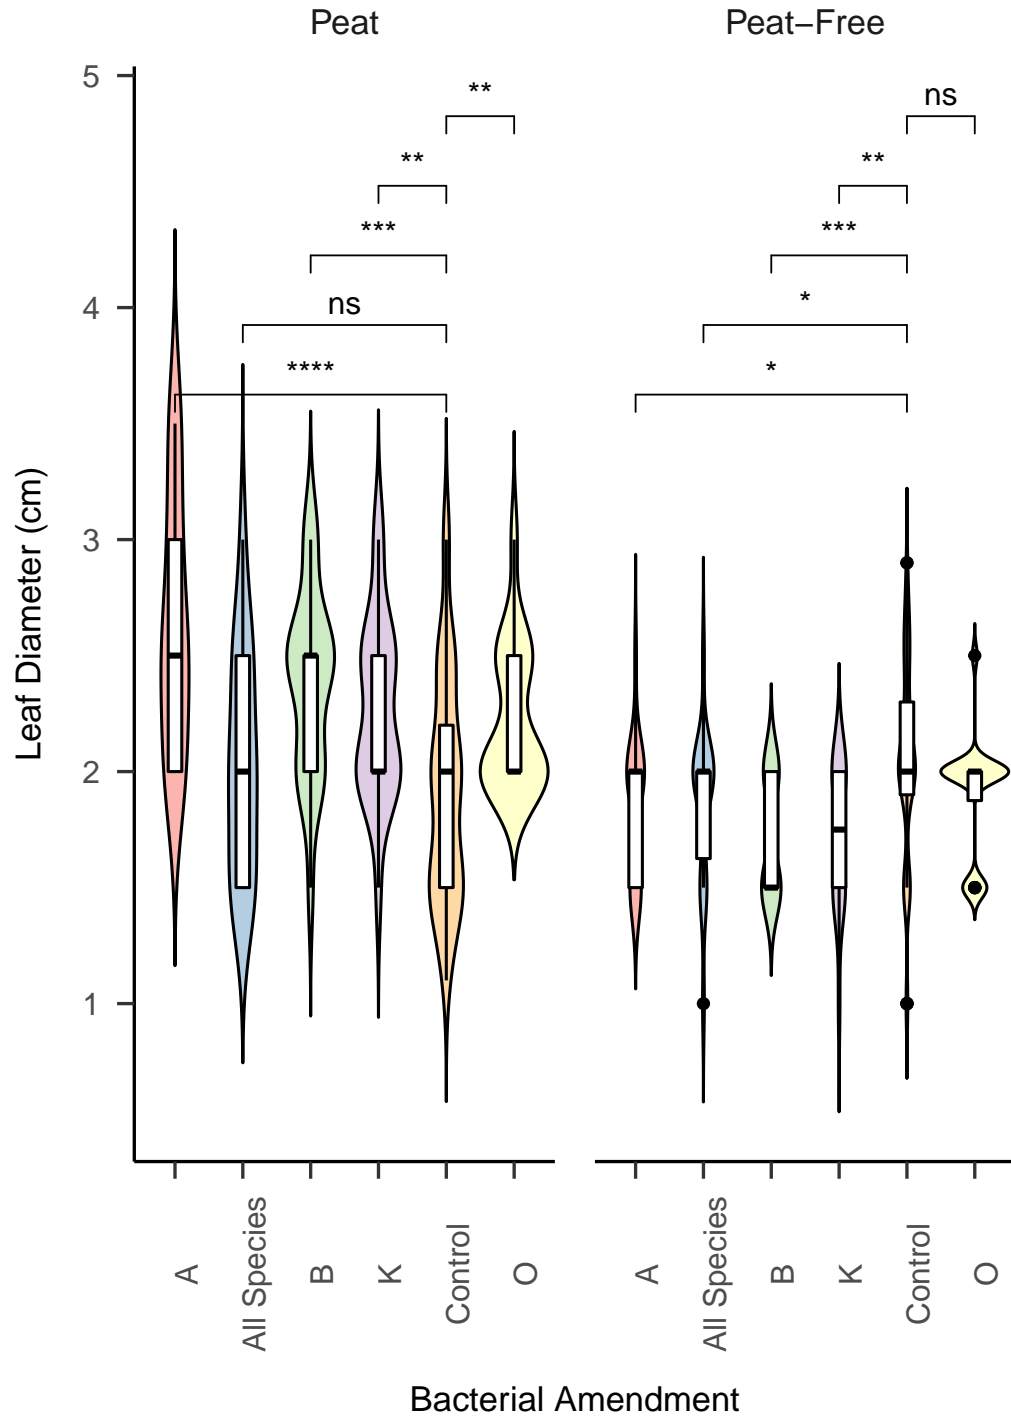 Peat
Peat−Free
Leaf Diameter (cm)
5
4
3
2
1
**
**
***
ns
****
ns
**
***
*
*
A
All Species
B
K
Control
O
A
All Species
B
K
Control
O
Bacterial Amendment